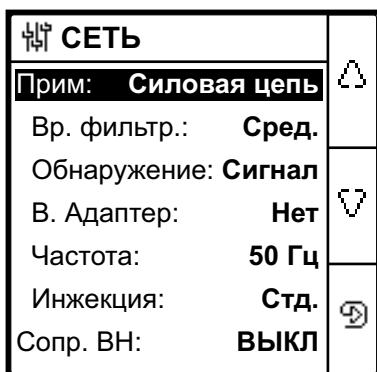 СЕТЬ
Прим: Силовая цепь
Вр. фильтр.: Сред.
Обнаружение: Сигнал
В. Адаптер: Нет
Частота: 50 Гц
Инжекция: Стд.
Сопр. ВН: ВЫКЛ